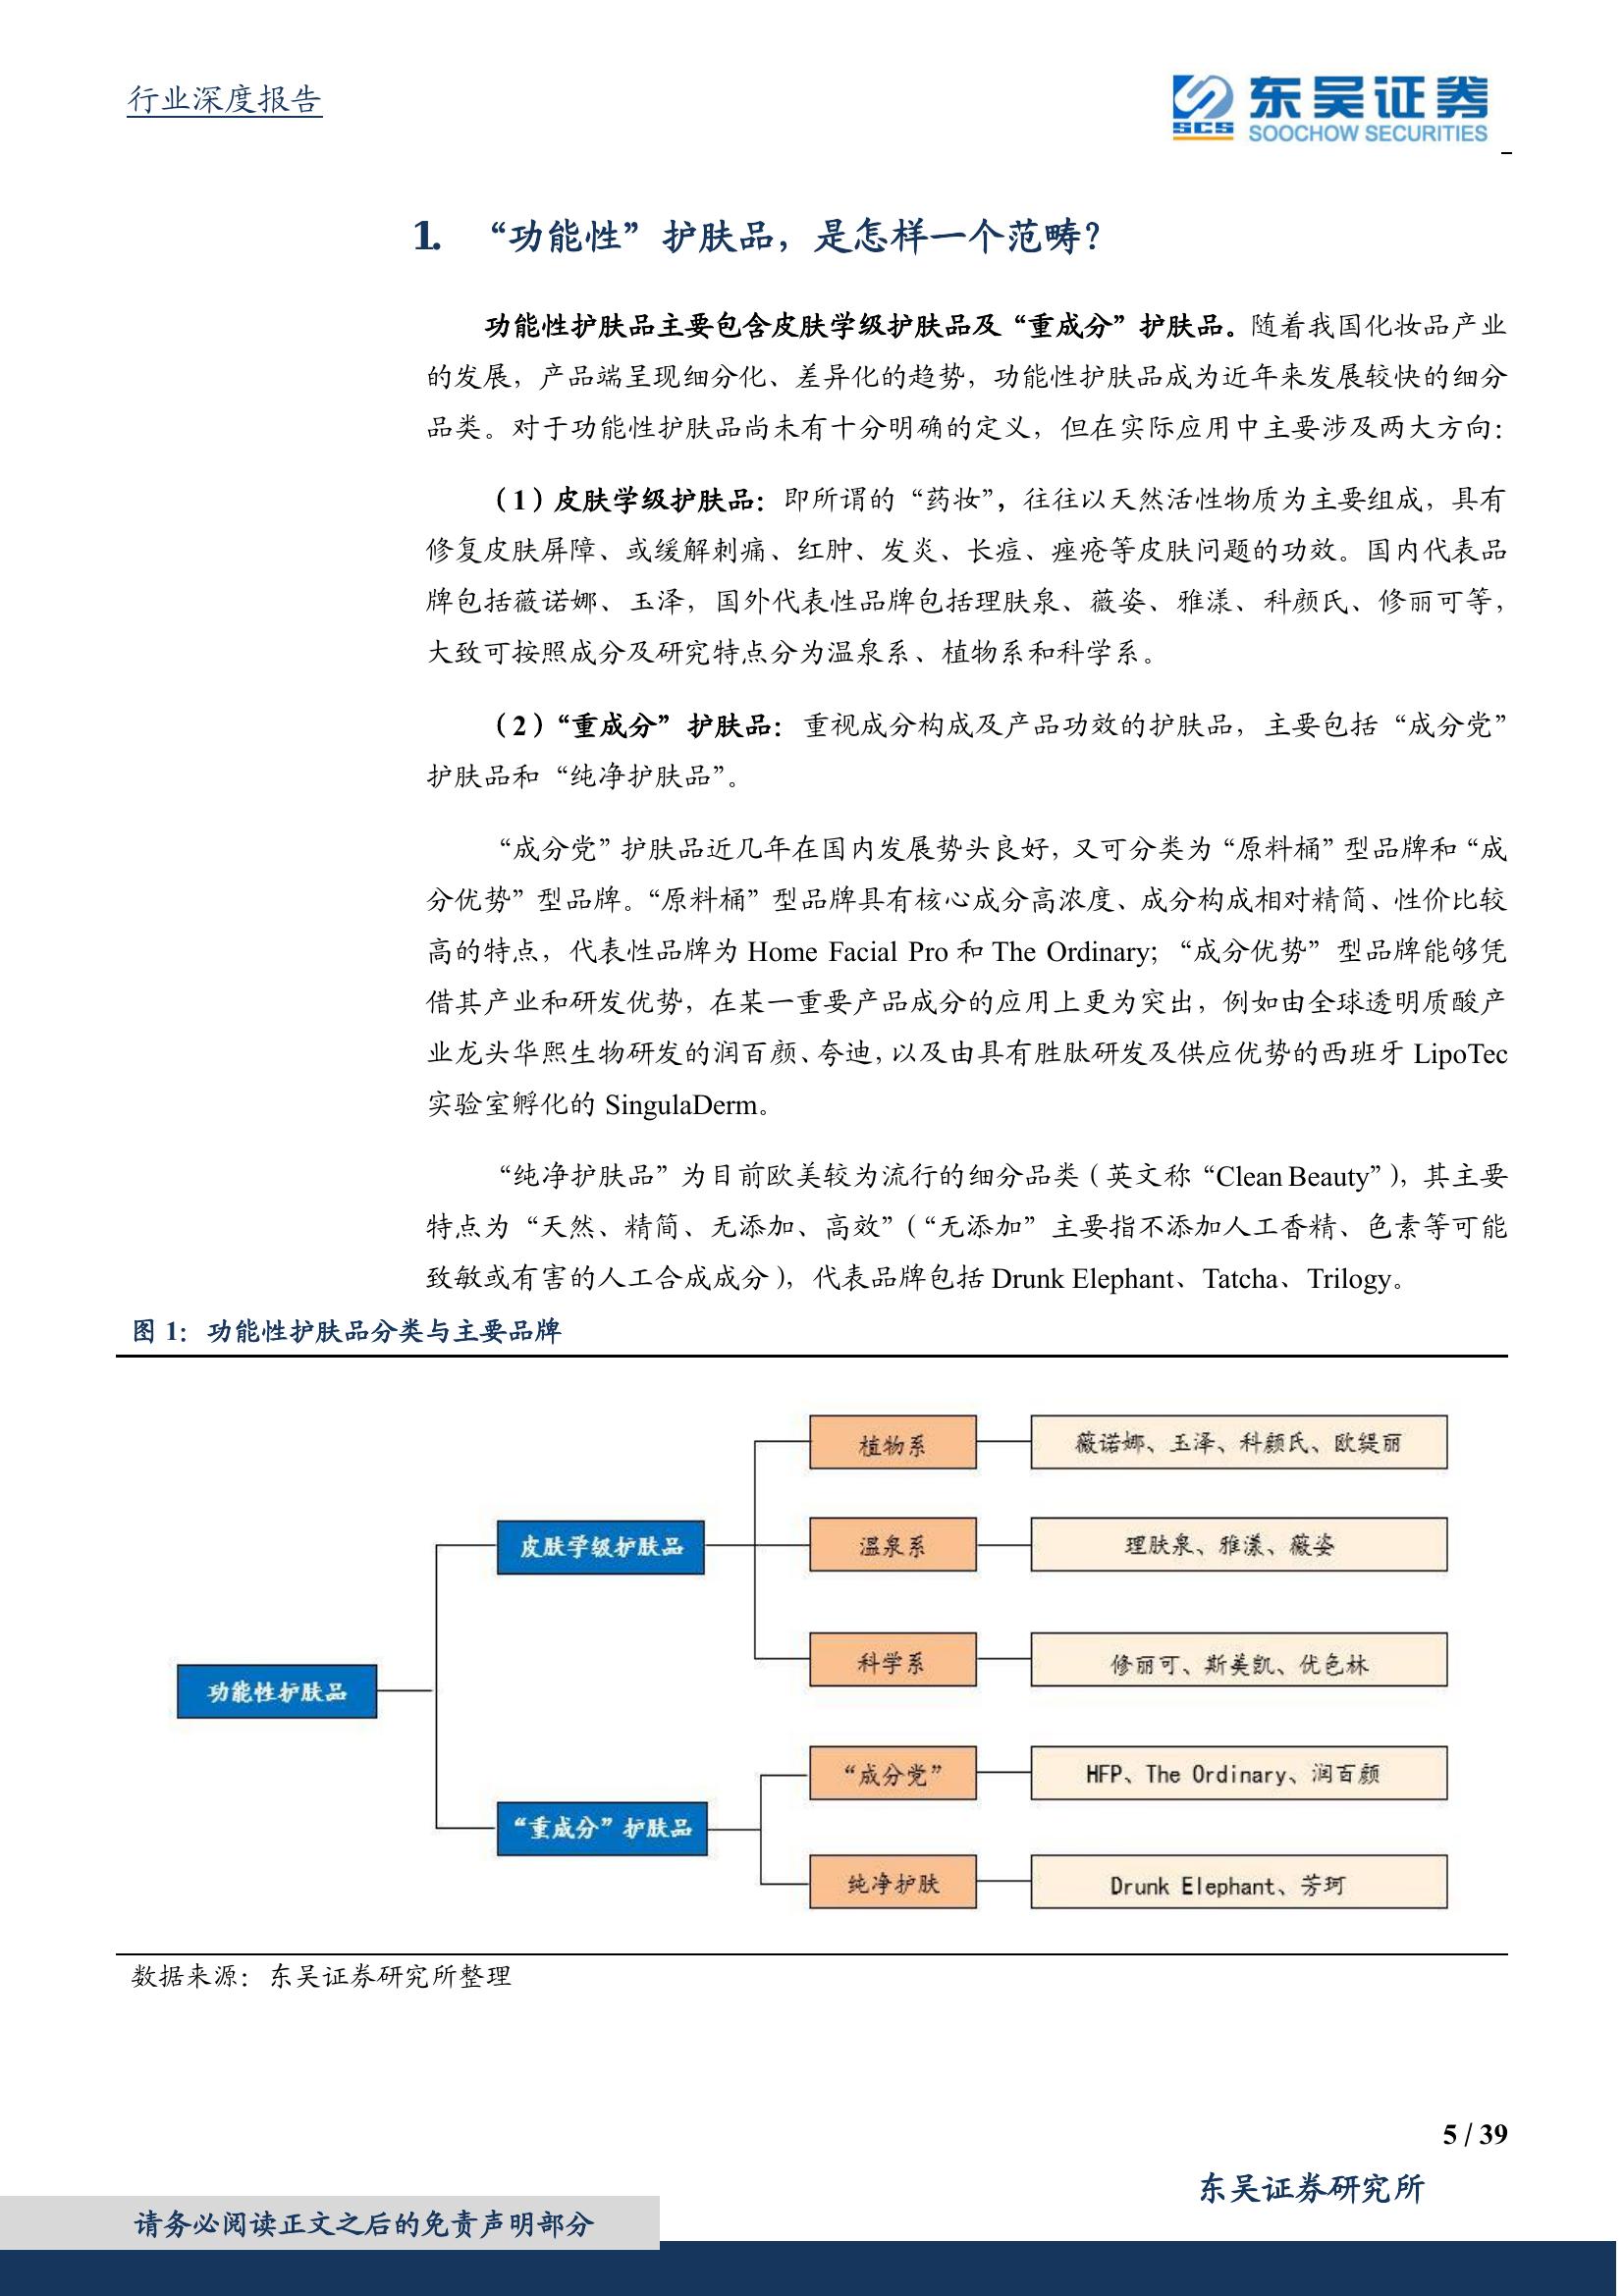 行业深度报告
SCS
东吴证券
SOOCHOW SECURITIES
1. “功能性”护肤品，是怎样一个范畴？
功能性护肤品主要包含皮肤学级护肤品及“重成分”护肤品。随着我国化妆品产业
的发展，产品端呈现细分化、差异化的趋势，功能性护肤品成为近年来发展较快的细分
品类。对于功能性护肤品尚未有十分明确的定义，但在实际应用中主要涉及两大方向：
（1）皮肤学级护肤品：即所谓的“药妆”，往往以天然活性物质为主要组成，具有
修复皮肤屏障、或缓解刺痛、红肿、发炎、长痘、痤疮等皮肤问题的功效。国内代表品
牌包括薇诺娜、玉泽，国外代表性品牌包括理肤泉、薇姿、雅漾、科颜氏、修丽可等，
大致可按照成分及研究特点分为温泉系、植物系和科学系。
（2）“重成分”护肤品：重视成分构成及产品功效的护肤品，主要包括“成分党”
护肤品和“纯净护肤品”。
“成分党”护肤品近几年在国内发展势头良好，又可分类为“原料桶”型品牌和“成
分优势”型品牌。“原料桶”型品牌具有核心成分高浓度、成分构成相对精简、性价比较
高的特点，代表性品牌为 Home Facial Pro 和 The Ordinary；“成分优势”型品牌能够凭
借其产业和研发优势，在某一重要产品成分的应用上更为突出，例如由全球透明质酸产
业龙头华熙生物研发的润百颜、夸迪，以及由具有胜肽研发及供应优势的西班牙 LipoTec
实验室孵化的 SingulaDerm。
“纯净护肤品”为目前欧美较为流行的细分品类（英文称“Clean Beauty”），其主要
特点为“天然、精简、无添加、高效”（“无添加”主要指不添加人工香精、色素等可能
致敏或有害的人工合成成分），代表品牌包括 Drunk Elephant、Tatcha、Trilogy。
图 1：功能性护肤品分类与主要品牌
植物系
薇诺娜、玉泽、科颜氏、欧缇丽
皮肤学级护肤品
温泉系
理肤泉、雅漾、薇姿
科学系
修丽可、斯美凯、优色林
功能性护肤品
“成分党”
HFP、The Ordinary、润百颜
“重成分”护肤品
纯净护肤
Drunk Elephant、芳珂
数据来源：东吴证券研究所整理
5 / 39
东吴证券研究所
请务必阅读正文之后的免责声明部分